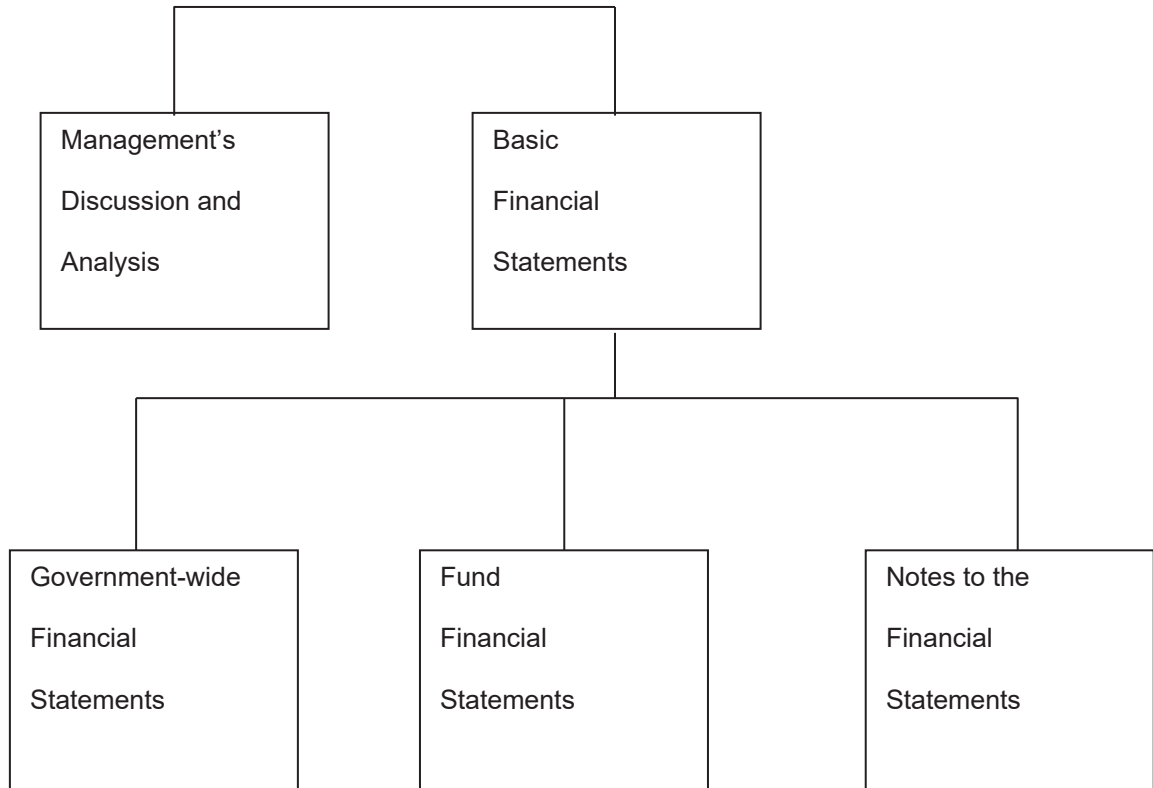 Management’s
Discussion and
Analysis
Basic
Financial
Statements
Government-wide
Financial
Statements
Fund
Financial
Statements
Notes to the
Financial
Statements